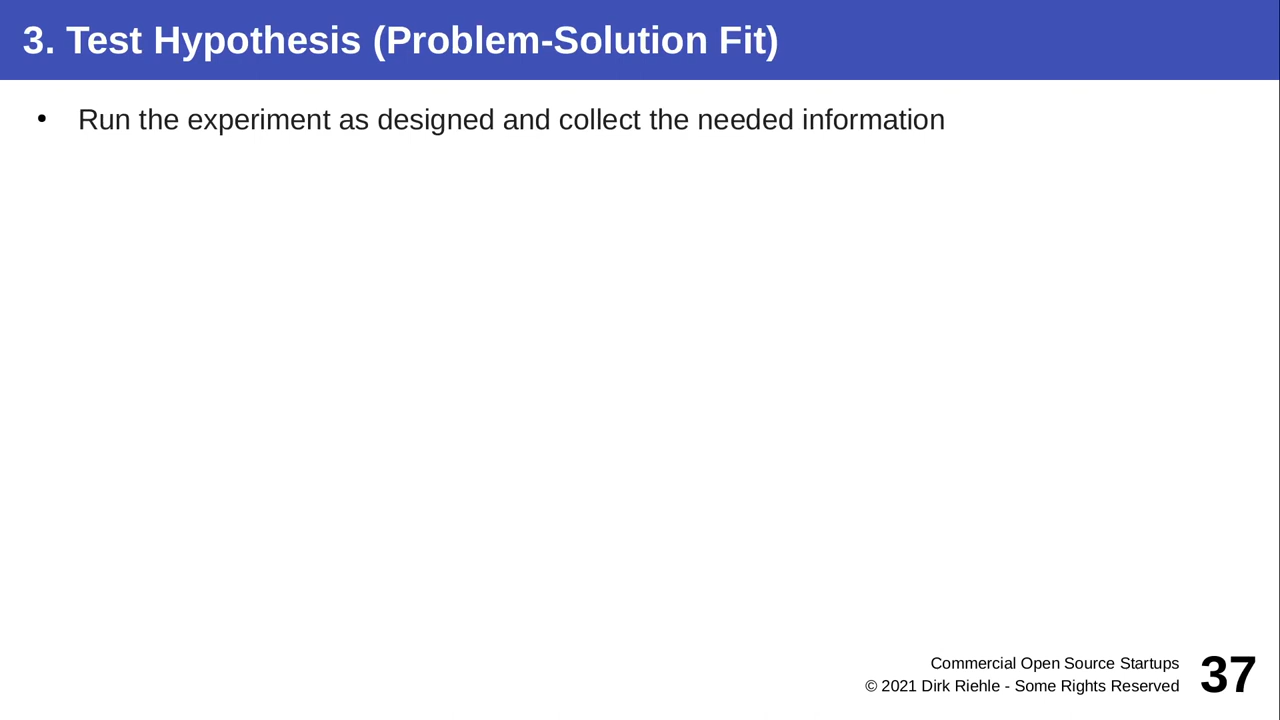 3. Test Hypothesis (Problem-Solution Fit)
• Run the experiment as designed and collect the needed information
Commercial Open Source Startups
© 2021 Dirk Riehle - Some Rights Reserved
37